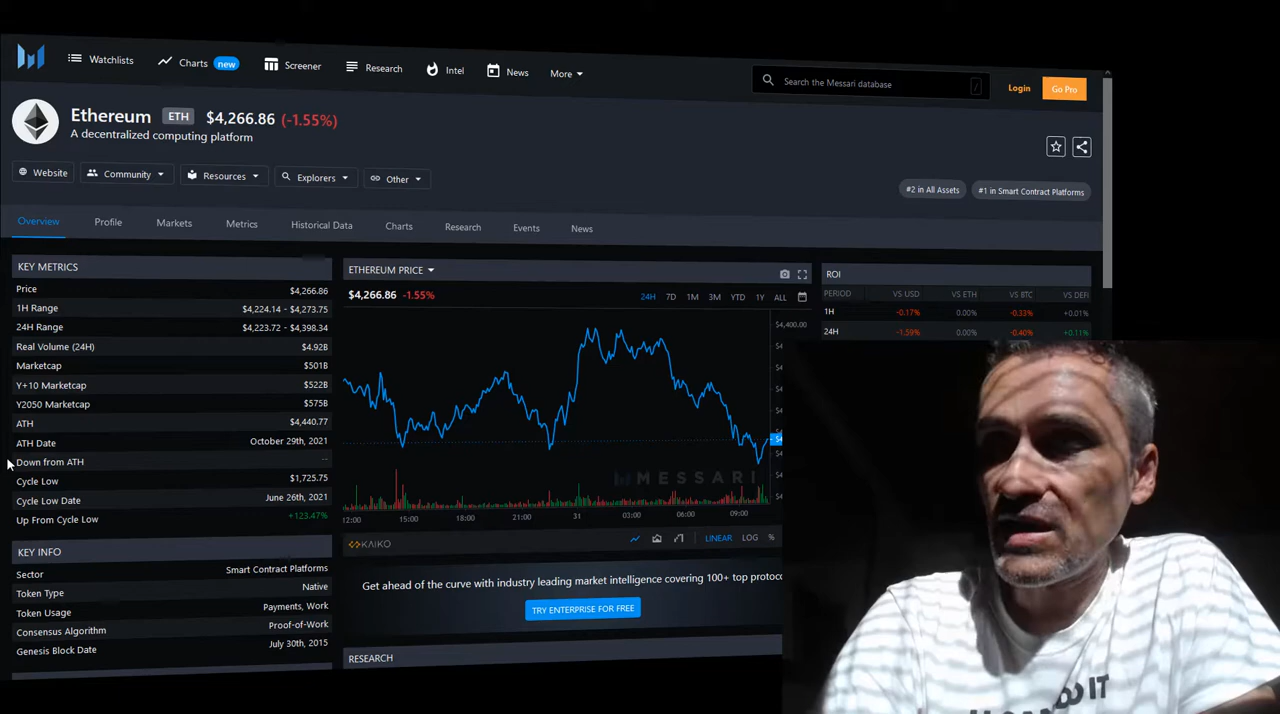 Watchlists Charts new Screener Research Intel News More Search the Messari database / Login Go Pro
Ethereum ETH $4,266.86 (-1.55%)
A decentralized computing platform
Website Community Resources Explorers Other
#2 in All Assets #1 in Smart Contract Platforms
Overview Profile Markets Metrics Historical Data Charts Research Events News
KEY METRICS
Price $4,266.86
1H Range $4,224.14 - $4,273.75
24H Range $4,223.72 - $4,398.34
Real Volume (24H) $4.92B
Marketcap $501B
Y+10 Marketcap $522B
Y2050 Marketcap $575B
ATH $4,440.77
ATH Date October 29th, 2021
Down from ATH --
Cycle Low $1,725.75
Cycle Low Date June 26th, 2021
Up From Cycle Low +123.47%
KEY INFO
Sector Smart Contract Platforms
Token Type Native
Token Usage Payments, Work
Consensus Algorithm Proof-of-Work
Genesis Block Date July 30th, 2015
ETHEREUM PRICE
$4,266.86 -1.55% 24H 7D 1M 3M YTD 1Y ALL
$4,400.00
MESSARI
12:00 15:00 18:00 21:00 31 03:00 06:00 09:00
KAIKO LINEAR LOG %
Get ahead of the curve with industry leading market intelligence covering 100+ top
TRY ENTERPRISE FOR FREE
RESEARCH
ROI
PERIOD VS USD VS ETH VS BTC VS DEFI
1H -0.17% 0.00% -0.33% +0.01%
24H -1.59% 0.00% -0.40% +0.11%
DO IT